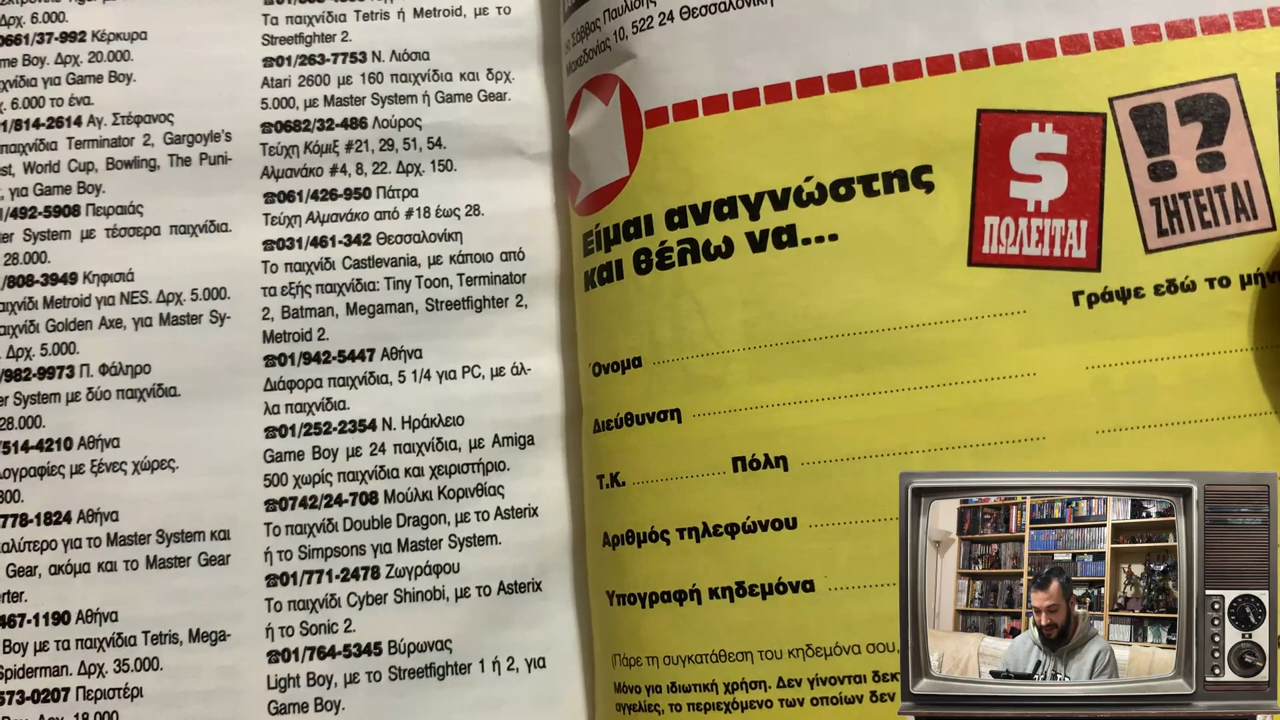 Δρχ. 6.000.
0661/37-992 Κέρκυρα
me Boy. Δρχ. 20.000.
χνίδια για Game Boy.
χ. 6.000 το ένα.
1/814-2614 Αγ. Στέφανος
παιχνίδια Terminator 2, Gargoyle's
est, World Cup, Bowling, The Puni-
, για Game Boy.
1/492-5908 Πειραιάς
er System με τέσσερα παιχνίδια.
28.000.
/808-3949 Κηφισιά
αιχνίδι Metroid για NES. Δρχ. 5.000.
αιχνίδι Golden Axe, για Master Sy-
. Δρχ. 5.000.
/982-9973 Π. Φάληρο
er System με δύο παιχνίδια.
28.000.
/514-4210 Αθήνα
λογραφίες με ξένες χώρες.
300.
778-1824 Αθήνα
καλύτερο για το Master System και
Gear, ακόμα και το Master Gear
rter.
467-1190 Αθήνα
Boy με τα παιχνίδια Tetris, Mega-
Spiderman. Δρχ. 35.000.
573-0207 Περιστέρι
Boy. Δρχ. 18.000
Τα παιχνίδια Tetris ή Metroid, με το
Streetfighter 2.
☎01/263-7753 Ν. Λιόσια
Atari 2600 με 160 παιχνίδια και δρχ.
5.000, με Master System ή Game Gear.
☎0682/32-486 Λούρος
Τεύχη Κόμιξ #21, 29, 51, 54.
Αλμανάκο #4, 8, 22. Δρχ. 150.
☎061/426-950 Πάτρα
Τεύχη Αλμανάκο από #18 έως 28.
☎031/461-342 Θεσσαλονίκη
Το παιχνίδι Castlevania, με κάποιο από
τα εξής παιχνίδια: Tiny Toon, Terminator
2, Batman, Megaman, Streetfighter 2,
Metroid 2.
☎01/942-5447 Αθήνα
Διάφορα παιχνίδια, 5 1/4 για PC, με άλ-
λα παιχνίδια.
☎01/252-2354 Ν. Ηράκλειο
Game Boy με 24 παιχνίδια, με Amiga
500 χωρίς παιχνίδια και χειριστήριο.
☎0742/24-708 Μούλκι Κορινθίας
Το παιχνίδι Double Dragon, με το Asterix
ή το Simpsons για Master System.
☎01/771-2478 Ζωγράφου
Το παιχνίδι Cyber Shinobi, με το Asterix
ή το Sonic 2.
☎01/764-5345 Βύρωνας
Light Boy, με το Streetfighter 1 ή 2, για
Game Boy.
Σάββας Παυλίδης
Μακεδονίας 10, 522 24 Θεσσαλονίκη
Είμαι αναγνώστης
και θέλω να...
$
ΠΩΛΕΙΤΑΙ
!?
ΖΗΤΕΙΤΑΙ
Γράψε εδώ το μήν
Όνομα
Διεύθυνση
Τ.Κ. Πόλη
Αριθμός τηλεφώνου
Υπογραφή κηδεμόνα
(Πάρε τη συγκατάθεση του κηδεμόνα σου,
Μόνο για ιδιωτική χρήση. Δεν γίνονται δεκ
αγγελίες, το περιεχόμενο των οποίων δεν